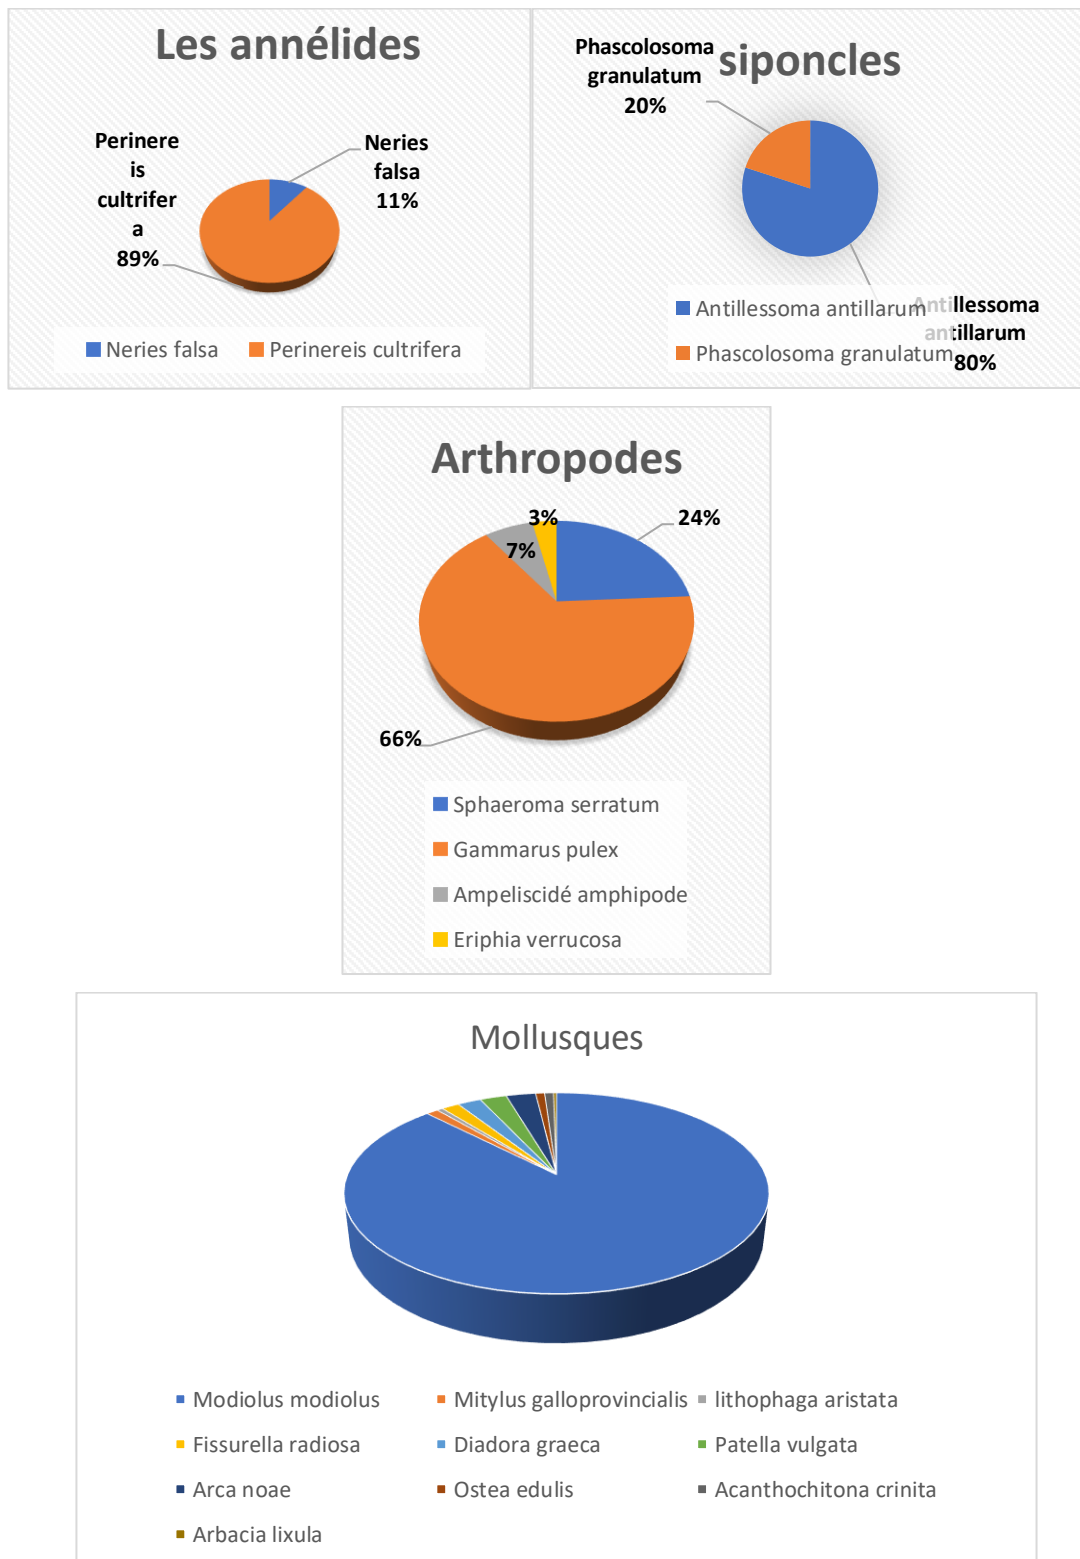 Les annélides
Perinere
is
cultrifer
a
89%
Neries
falsa
11%
Neries falsa
Perinereis cultrifera
siponcles
Phascolosoma
granulatum
20%
Antillessoma
antillarum
80%
Antillessoma antillarum
Phascolosoma granulatum
Arthropodes
3%
24%
7%
66%
Sphaeroma serratum
Gammarus pulex
Ampeliscidé amphipode
Eriphia verrucosa
Mollusques
Modiolus modiolus
Mitylus galloprovincialis
lithophaga aristata
Fissurella radiosa
Diadora graeca
Patella vulgata
Arca noae
Ostea edulis
Acanthochitona crinita
Arbacia lixula